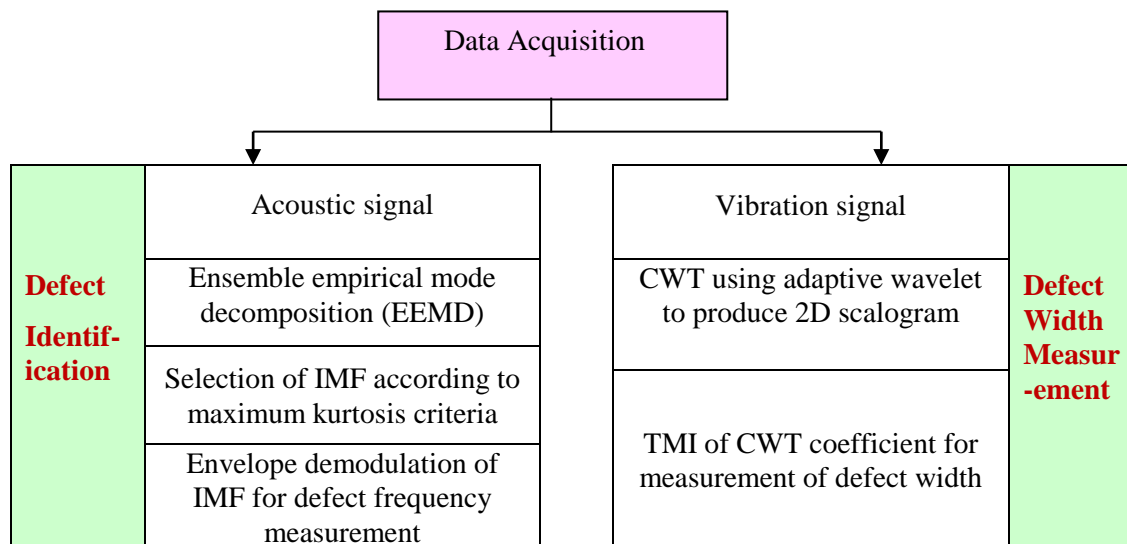 Data Acquisition
Defect
Identif-
ication
Acoustic signal
Ensemble empirical mode
decomposition (EEMD)
Selection of IMF according to
maximum kurtosis criteria
Envelope demodulation of
IMF for defect frequency
measurement
Vibration signal
CWT using adaptive wavelet
to produce 2D scalogram
TMI of CWT coefficient for
measurement of defect width
Defect
Width
Measur
-ement